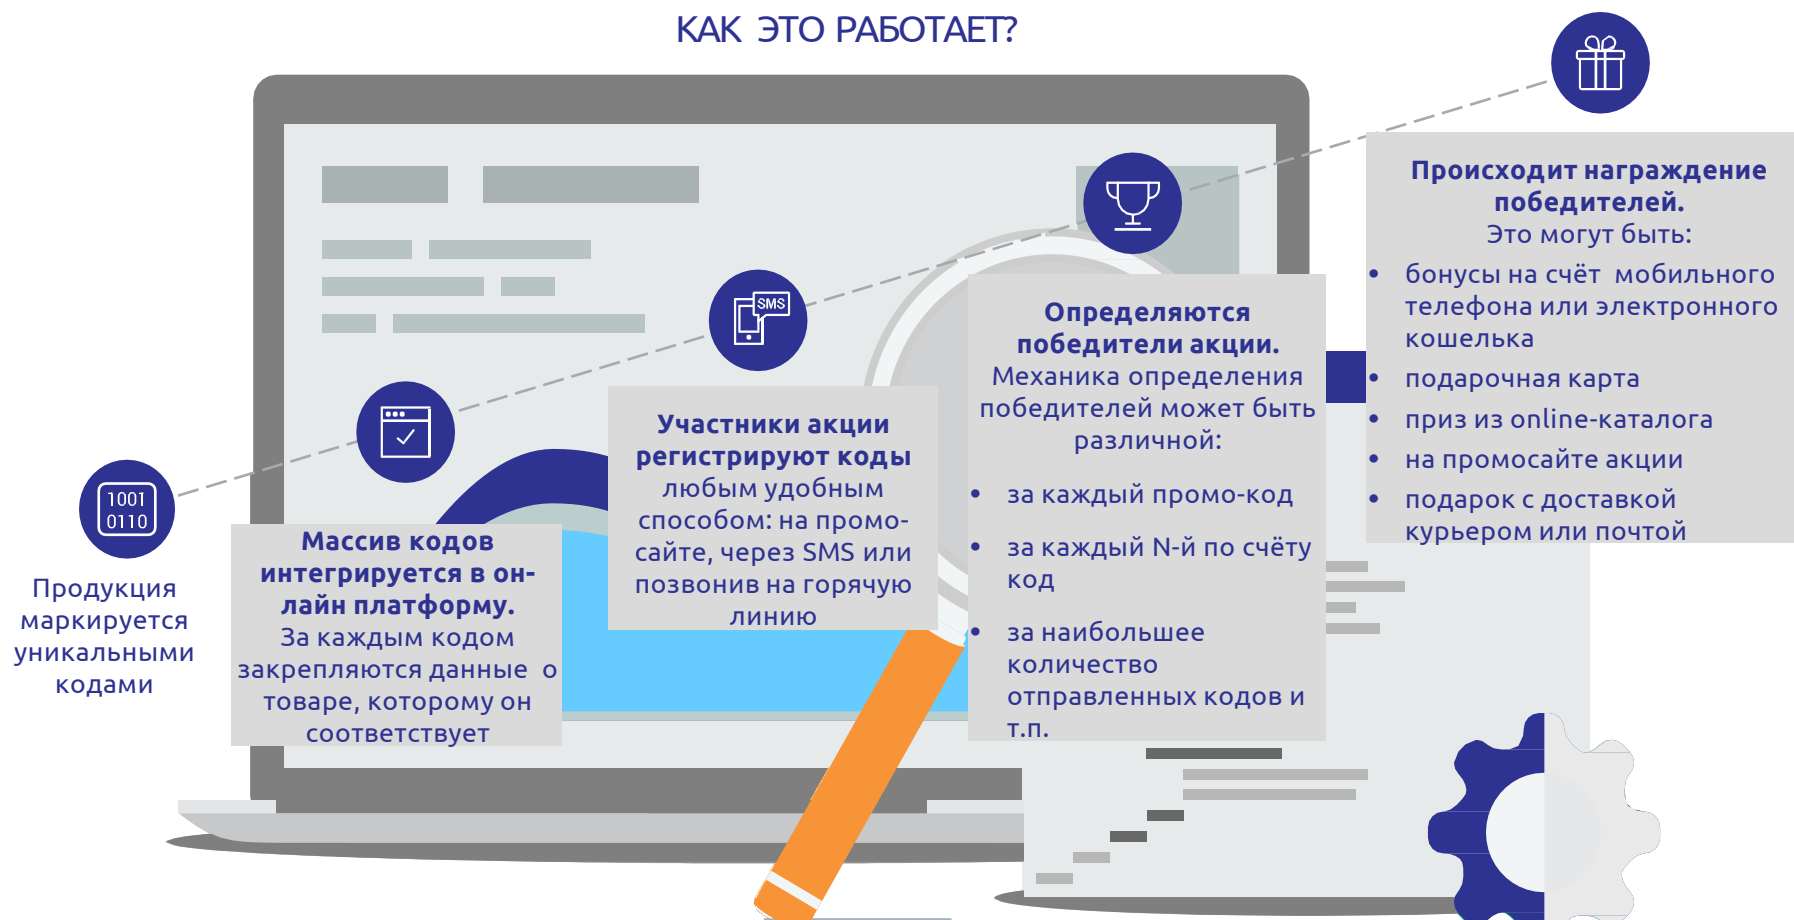 КАК ЭТО РАБОТАЕТ?
1001
0110
Продукция
маркируется
уникальными
кодами
Массив кодов
интегрируется в он-
лайн платформу.
За каждым кодом
закрепляются данные о
товаре, которому он
соответствует
SMS
Участники акции
регистрируют коды
любым удобным
способом: на промо-
сайте, через SMS или
позвонив на горячую
линию
Определяются
победители акции.
Механика определения
победителей может быть
различной:
• за каждый промо-код
• за каждый N-й по счёту
код
• за наибольшее
количество
отправленных кодов и
т.п.
Происходит награждение
победителей.
Это могут быть:
• бонусы на счёт мобильного
телефона или электронного
кошелька
• подарочная карта
• приз из online-каталога
• на промосайте акции
• подарок с доставкой
курьером или почтой